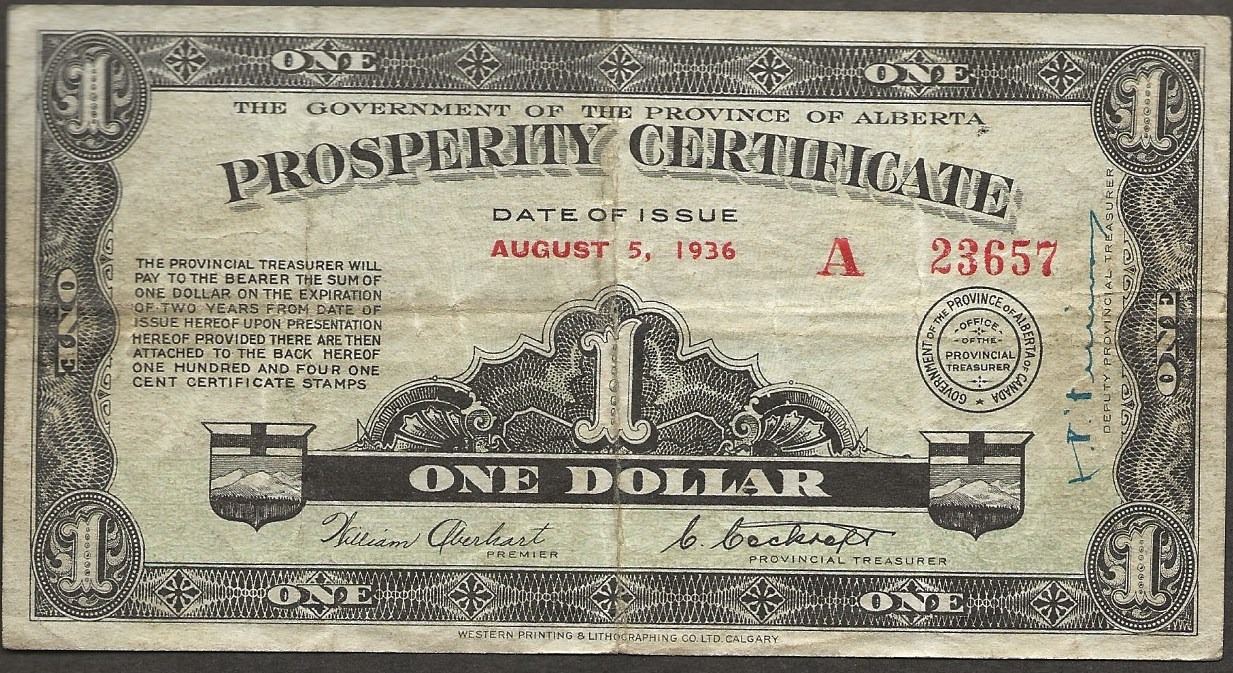 ONE ONE
1 1
THE GOVERNMENT OF THE PROVINCE OF ALBERTA
PROSPERITY CERTIFICATE
DATE OF ISSUE
AUGUST 5, 1936
A 23657
THE PROVINCIAL TREASURER WILL
PAY TO THE BEARER THE SUM OF
ONE DOLLAR ON THE EXPIRATION
OF TWO YEARS FROM DATE OF
ISSUE HEREOF UPON PRESENTATION
HEREOF PROVIDED THERE ARE THEN
ATTACHED TO THE BACK HEREOF
ONE HUNDRED AND FOUR ONE
CENT CERTIFICATE STAMPS
ONE
1
GOVERNMENT OF THE PROVINCE OF ALBERTA OF CANADA
OFFICE
OF THE
PROVINCIAL
TREASURER
DEPUTY PROVINCIAL TREASURER
ONE
ONE DOLLAR
William Aberhart
PREMIER
C. Cockroft
PROVINCIAL TREASURER
1 1
ONE ONE
WESTERN PRINTING & LITHOGRAPHING CO. LTD. CALGARY